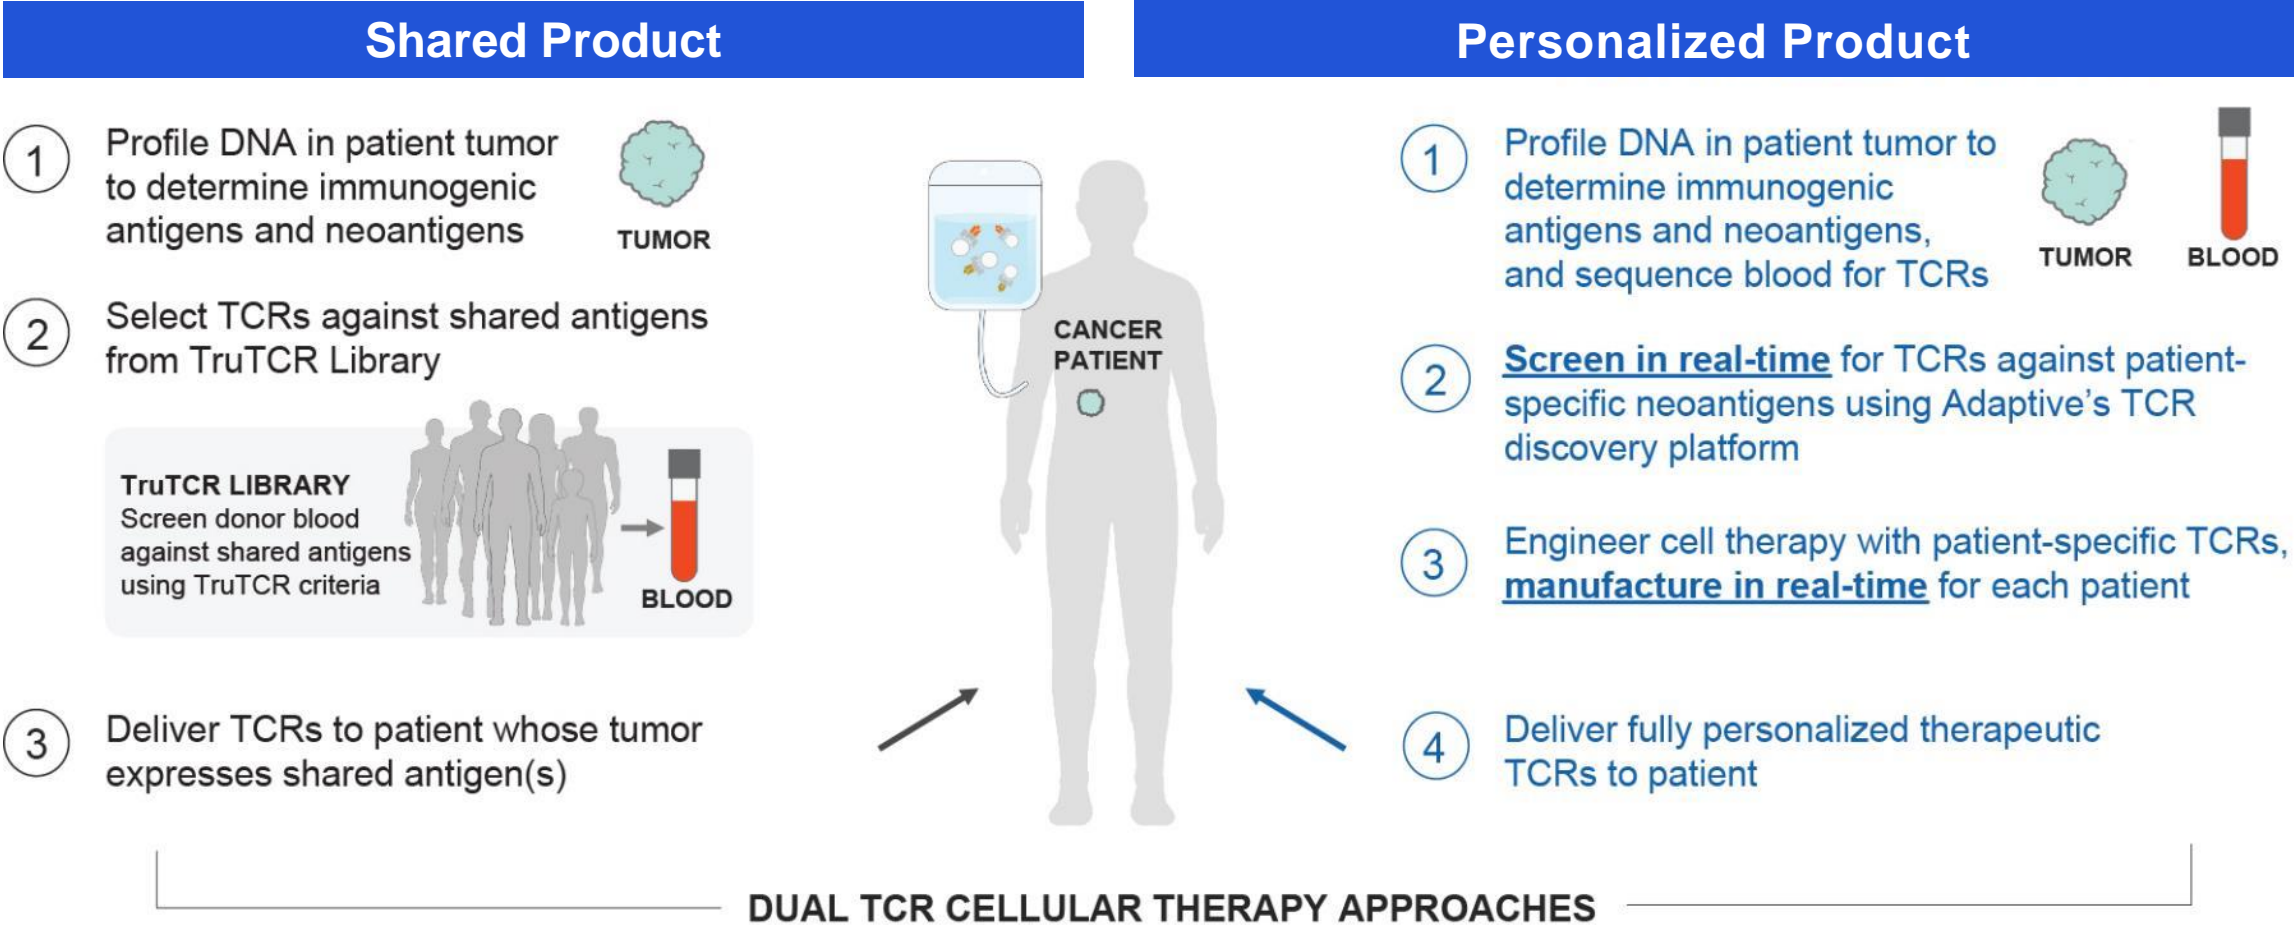 Shared Product
1
Profile DNA in patient tumor
to determine immunogenic
antigens and neoantigens
TUMOR
2
Select TCRs against shared antigens
from TruTCR Library
TruTCR LIBRARY
Screen donor blood
against shared antigens
using TruTCR criteria
BLOOD
3
Deliver TCRs to patient whose tumor
expresses shared antigen(s)
CANCER
PATIENT
Personalized Product
1
Profile DNA in patient tumor to
determine immunogenic
antigens and neoantigens,
and sequence blood for TCRs
TUMOR
BLOOD
2
Screen in real-time for TCRs against patient-
specific neoantigens using Adaptive’s TCR
discovery platform
3
Engineer cell therapy with patient-specific TCRs,
manufacture in real-time for each patient
4
Deliver fully personalized therapeutic
TCRs to patient
DUAL TCR CELLULAR THERAPY APPROACHES